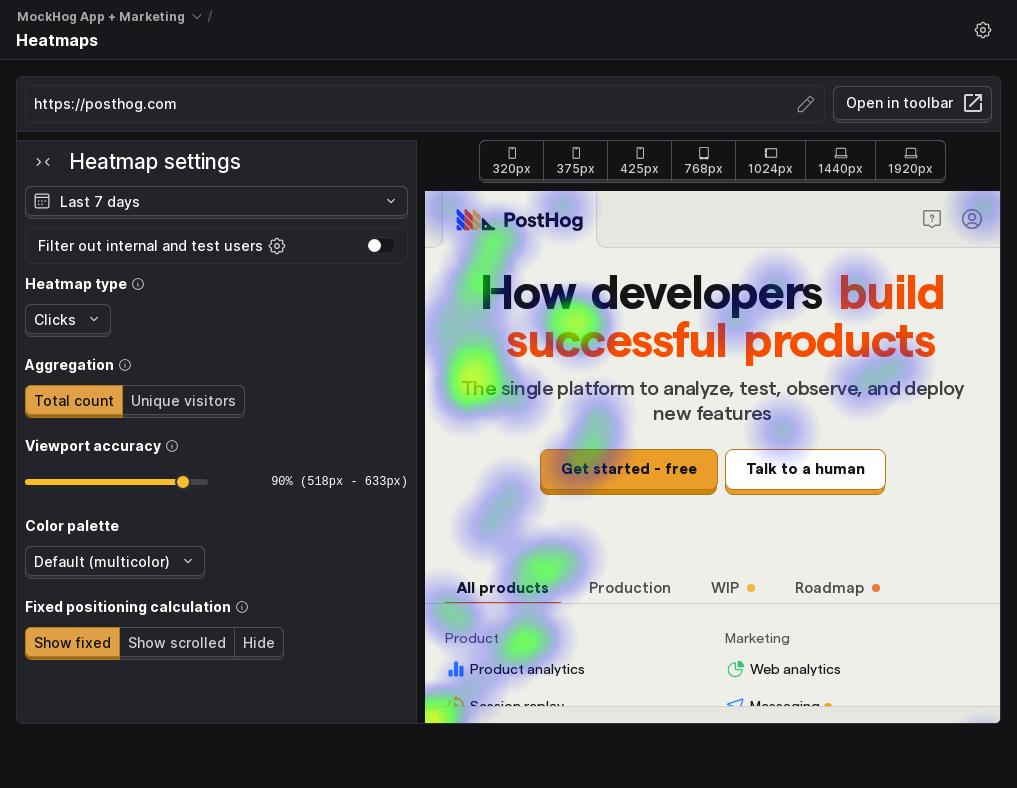 MockHog App + Marketing /
Heatmaps
https://posthog.com
Open in toolbar
Heatmap settings
Last 7 days
Filter out internal and test users
Heatmap type
Clicks
Aggregation
Total count
Unique visitors
Viewport accuracy
90% (518px - 633px)
Color palette
Default (multicolor)
Fixed positioning calculation
Show fixed
Show scrolled
Hide
320px
375px
425px
768px
1024px
1440px
1920px
PostHog
How developers build
successful products
The single platform to analyze, test, observe, and deploy
new features
Get started - free
Talk to a human
All products
Production
WIP
Roadmap
Product
Marketing
Product analytics
Web analytics
Session replay
Messaging